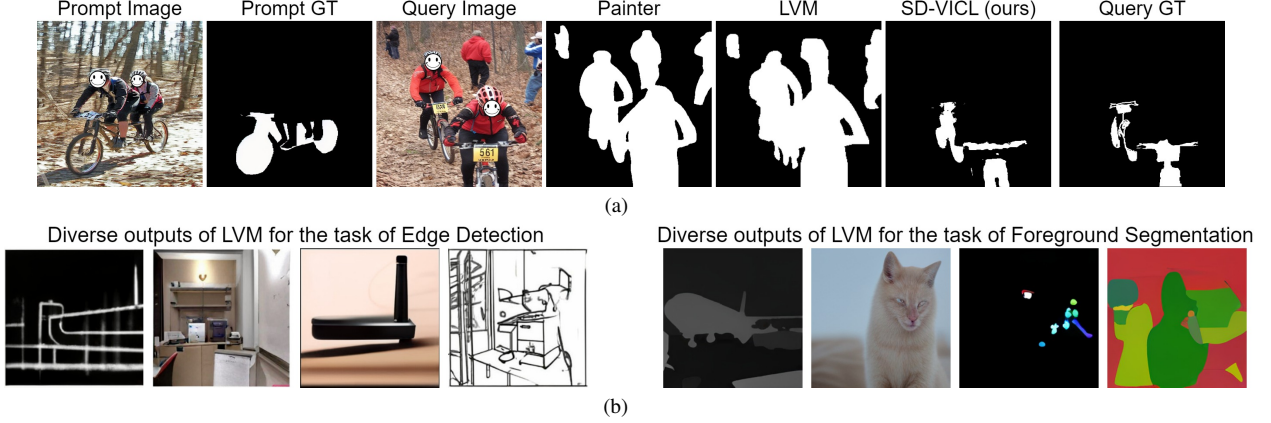 Prompt Image Prompt GT Query Image Painter LVM SD-VICL (ours) Query GT
561
(a)
Diverse outputs of LVM for the task of Edge Detection Diverse outputs of LVM for the task of Foreground Segmentation
(b)